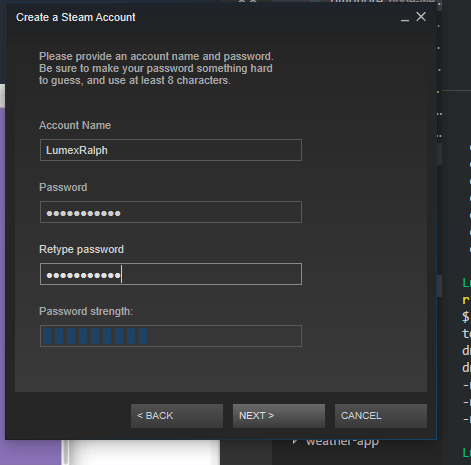 Create a Steam Account
Please provide an account name and password.
Be sure to make your password something hard
to guess, and use at least 8 characters.
Account Name
LumexRalph
Password
●●●●●●●●●●●
Retype password
●●●●●●●●●●●
Password strength:
< BACK
NEXT >
CANCEL
weather-app
$